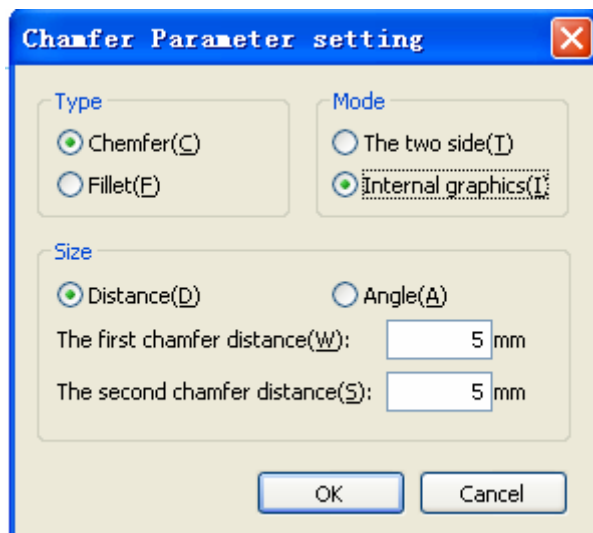 Chamfer Parameter setting
Type
Mode
Chemfer(C)
The two side(T)
Fillet(F)
Internal graphics(I)
Size
Distance(D)
Angle(A)
The first chamfer distance(W): 5 mm
The second chamfer distance(S): 5 mm
OK
Cancel